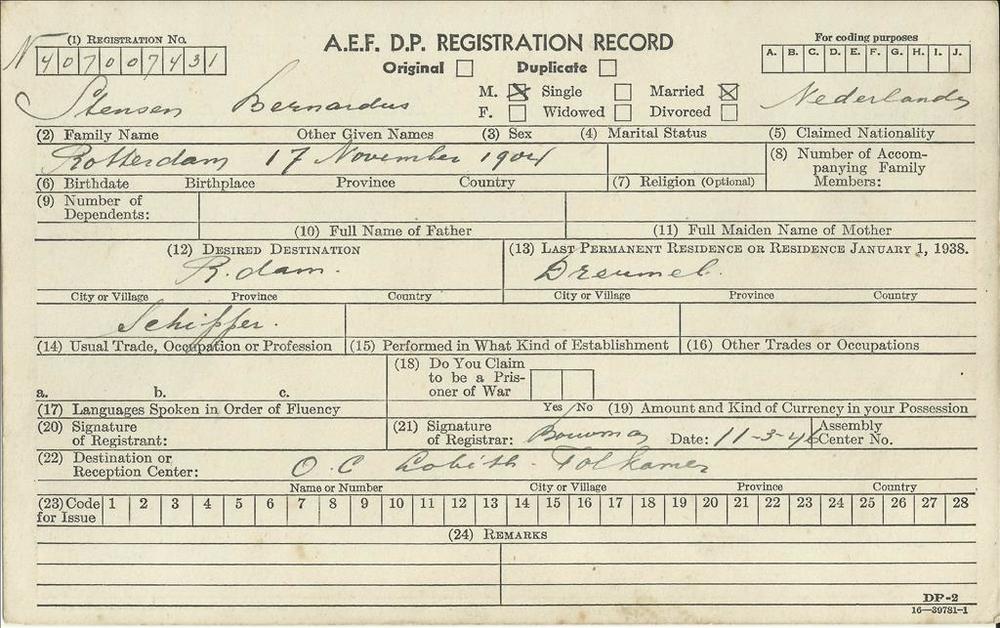 (1) REGISTRATION NO.
N 407007431
A.E.F. D.P. REGISTRATION RECORD
Original Duplicate
For coding purposes
A. B. C. D. E. F. G. H. I. J.
M. Single Married
F. Widowed Divorced
Stensen Bernardus Nederlandy
(2) Family Name Other Given Names (3) Sex (4) Marital Status (5) Claimed Nationality
Rotterdam 17 November 1904
(8) Number of Accom-
panying Family
Members:
(6) Birthdate Birthplace Province Country (7) Religion (Optional)
(9) Number of
Dependents:
(10) Full Name of Father (11) Full Maiden Name of Mother
(12) DESIRED DESTINATION (13) LAST PERMANENT RESIDENCE OR RESIDENCE JANUARY 1, 1938.
R.dam. Dreumel.
City or Village Province Country City or Village Province Country
Schipper.
(14) Usual Trade, Occupation or Profession (15) Performed in What Kind of Establishment (16) Other Trades or Occupations
(18) Do You Claim
to be a Pris-
oner of War
a. b. c.
(17) Languages Spoken in Order of Fluency Yes No (19) Amount and Kind of Currency in your Possession
(20) Signature
of Registrant:
(21) Signature
of Registrar: Bouwman Date: 11-3-46
Assembly
Center No.
(22) Destination or
Reception Center: O.C Lobith-Tolkamer
Name or Number City or Village Province Country
(23) Code
for Issue
1 2 3 4 5 6 7 8 9 10 11 12 13 14 15 16 17 18 19 20 21 22 23 24 25 26 27 28
(24) REMARKS
DP-2
16—39781-1